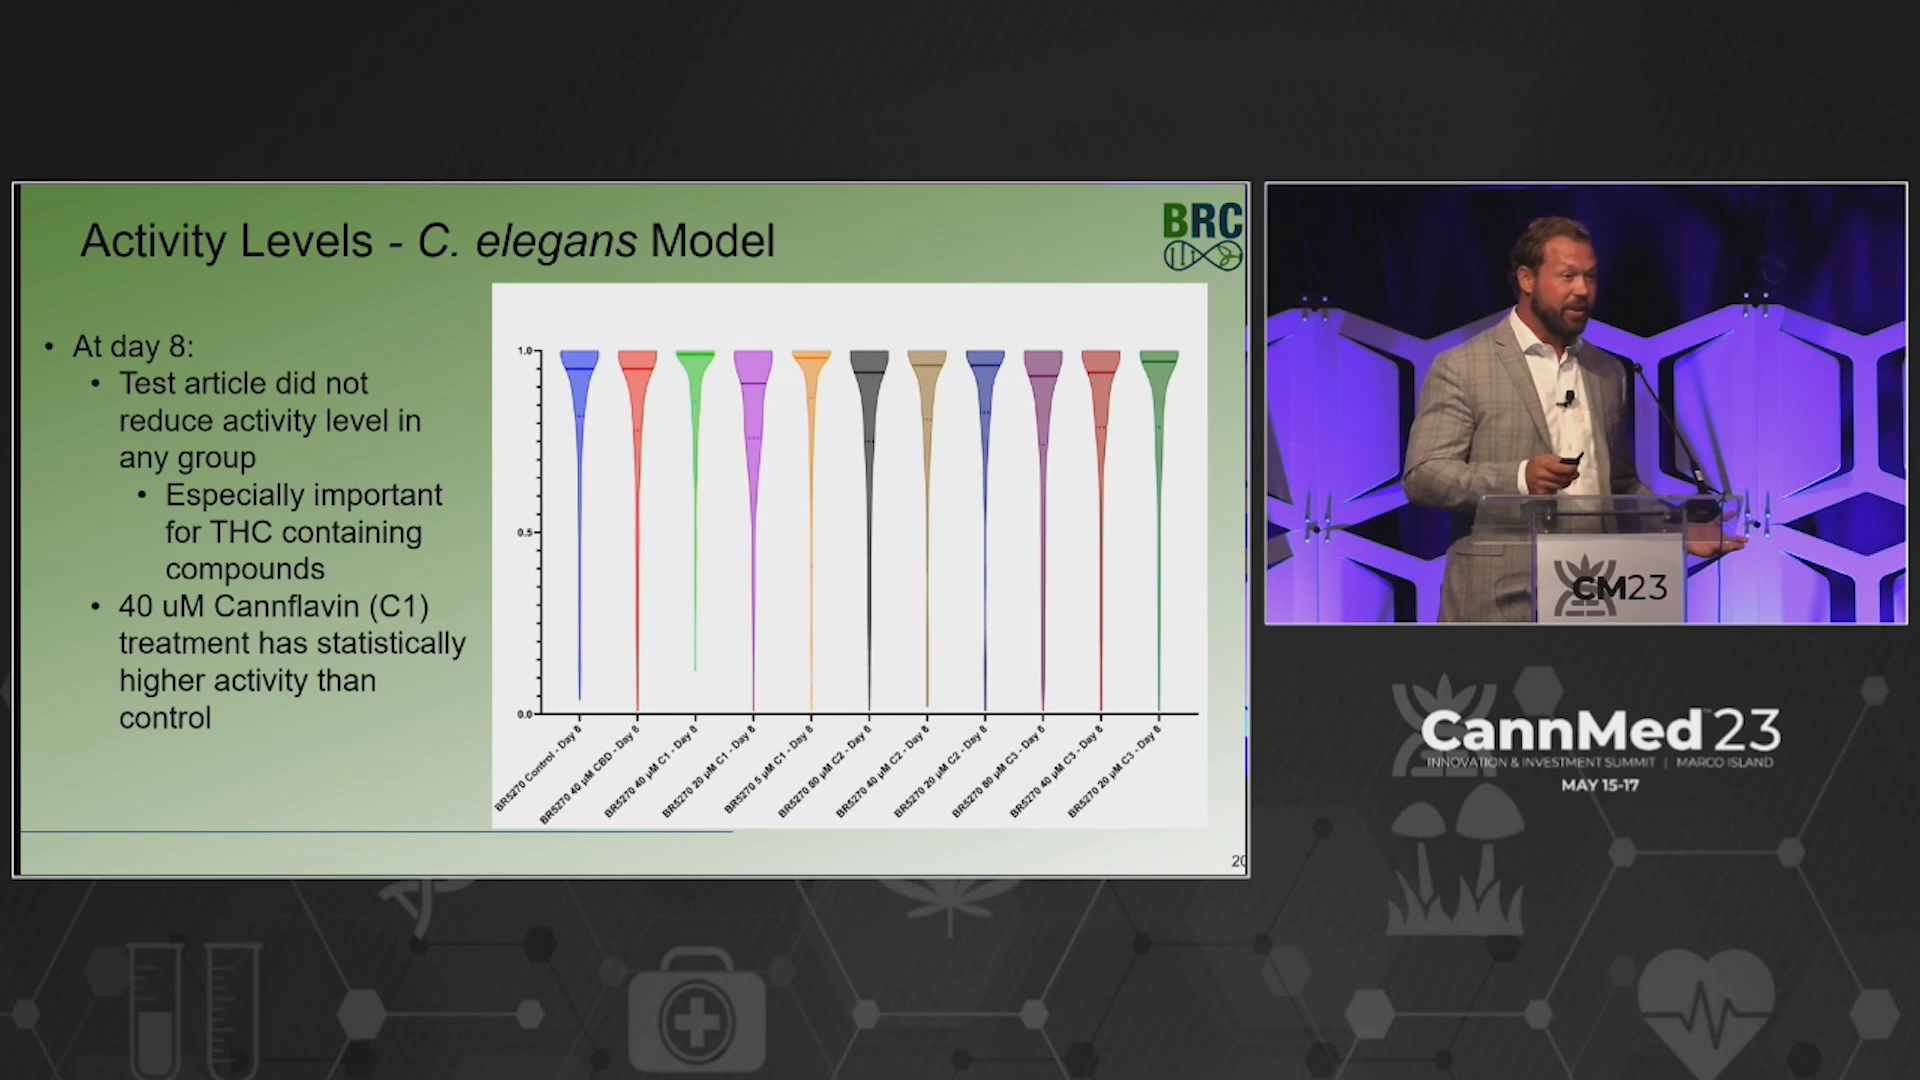 Activity Levels - C. elegans Model
BRC
• At day 8:
• Test article did not
reduce activity level in
any group
• Especially important
for THC containing
compounds
• 40 uM Cannflavin (C1)
treatment has statistically
higher activity than
control
1.0
0.5
0.0
BR5270 Control - Day 8
BR5270 40 µM CBD - Day 8
BR5270 40 µM C1 - Day 8
BR5270 20 µM C1 - Day 8
BR5270 5 µM C1 - Day 8
BR5270 80 µM C2 - Day 8
BR5270 40 µM C2 - Day 8
BR5270 20 µM C2 - Day 8
BR5270 80 µM C3 - Day 8
BR5270 40 µM C3 - Day 8
BR5270 20 µM C3 - Day 8
20
CM23
CannMed 23
INNOVATION & INVESTMENT SUMMIT | MARCO ISLAND
MAY 15-17